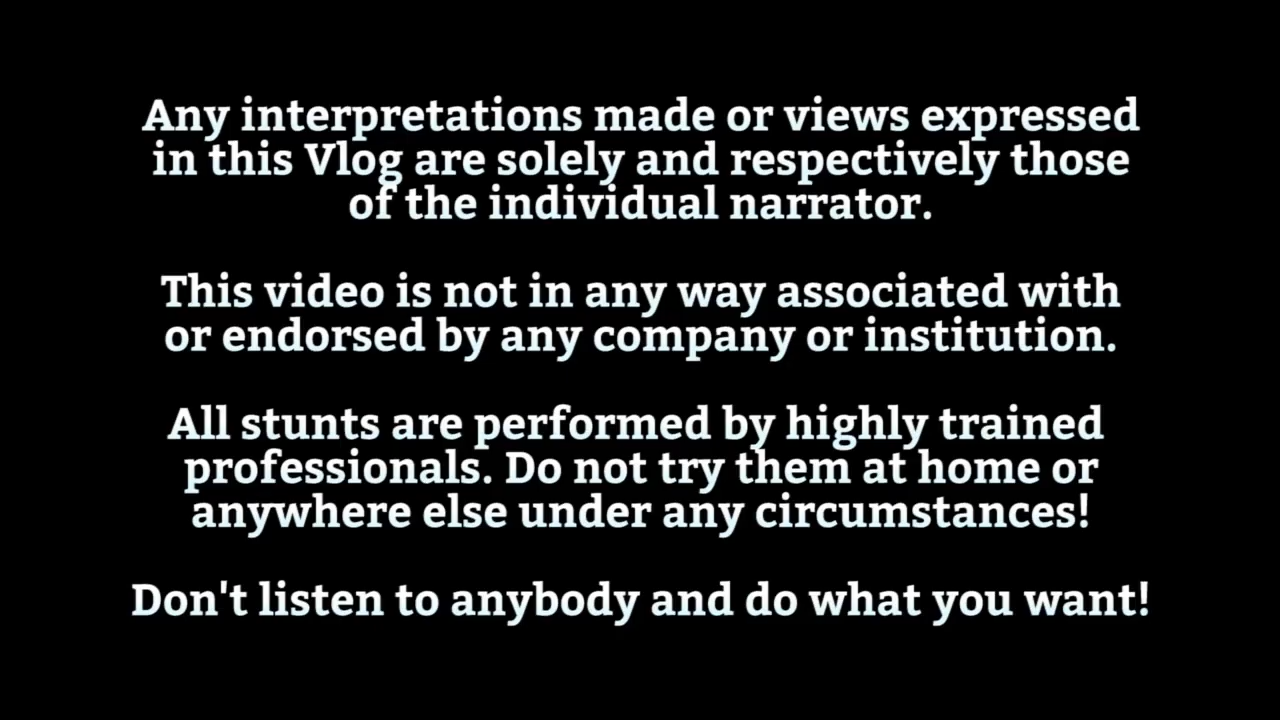 Any interpretations made or views expressed
in this Vlog are solely and respectively those
of the individual narrator.
This video is not in any way associated with
or endorsed by any company or institution.
All stunts are performed by highly trained
professionals. Do not try them at home or
anywhere else under any circumstances!
Don't listen to anybody and do what you want!